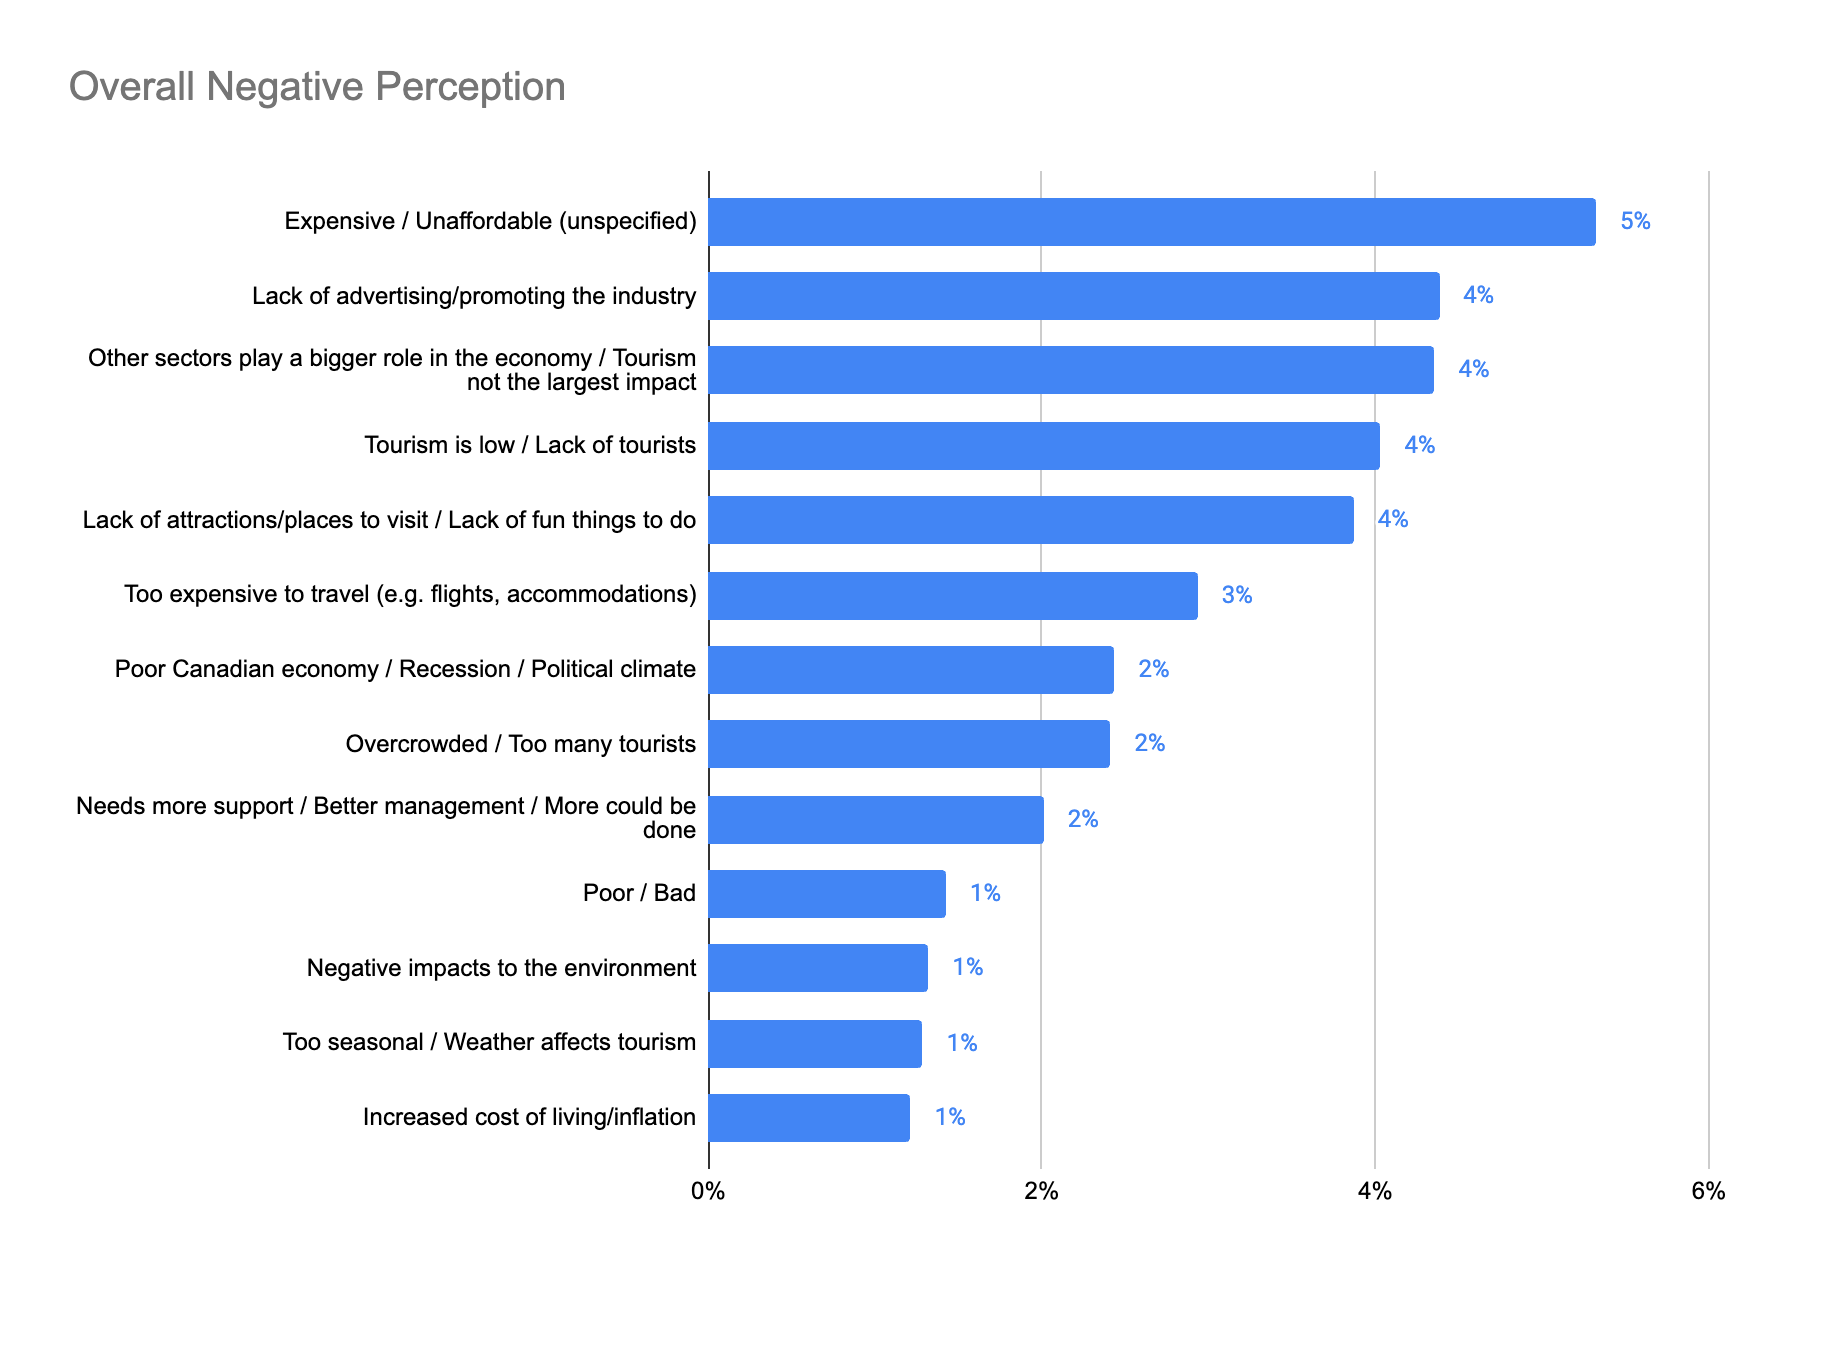 Overall Negative Perception
Expensive / Unaffordable (unspecified)
5%
Lack of advertising/promoting the industry
4%
Other sectors play a bigger role in the economy / Tourism
not the largest impact
4%
Tourism is low / Lack of tourists
4%
Lack of attractions/places to visit / Lack of fun things to do
4%
Too expensive to travel (e.g. flights, accommodations)
3%
Poor Canadian economy / Recession / Political climate
2%
Overcrowded / Too many tourists
2%
Needs more support / Better management / More could be
done
2%
Poor / Bad
1%
Negative impacts to the environment
1%
Too seasonal / Weather affects tourism
1%
Increased cost of living/inflation
1%
0% 2% 4% 6%